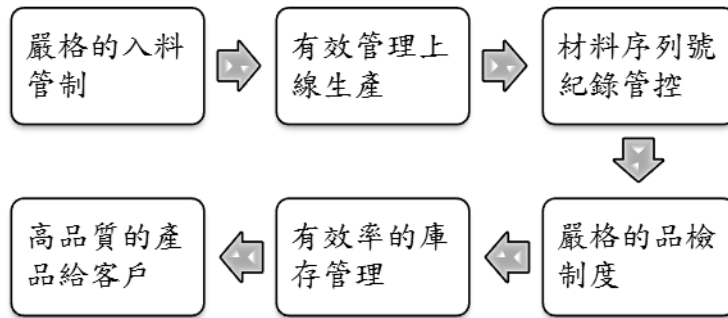 嚴格的入料
管制
有效管理上
線生產
材料序列號
紀錄管控
嚴格的品檢
制度
有效率的庫
存管理
高品質的產
品給客戶